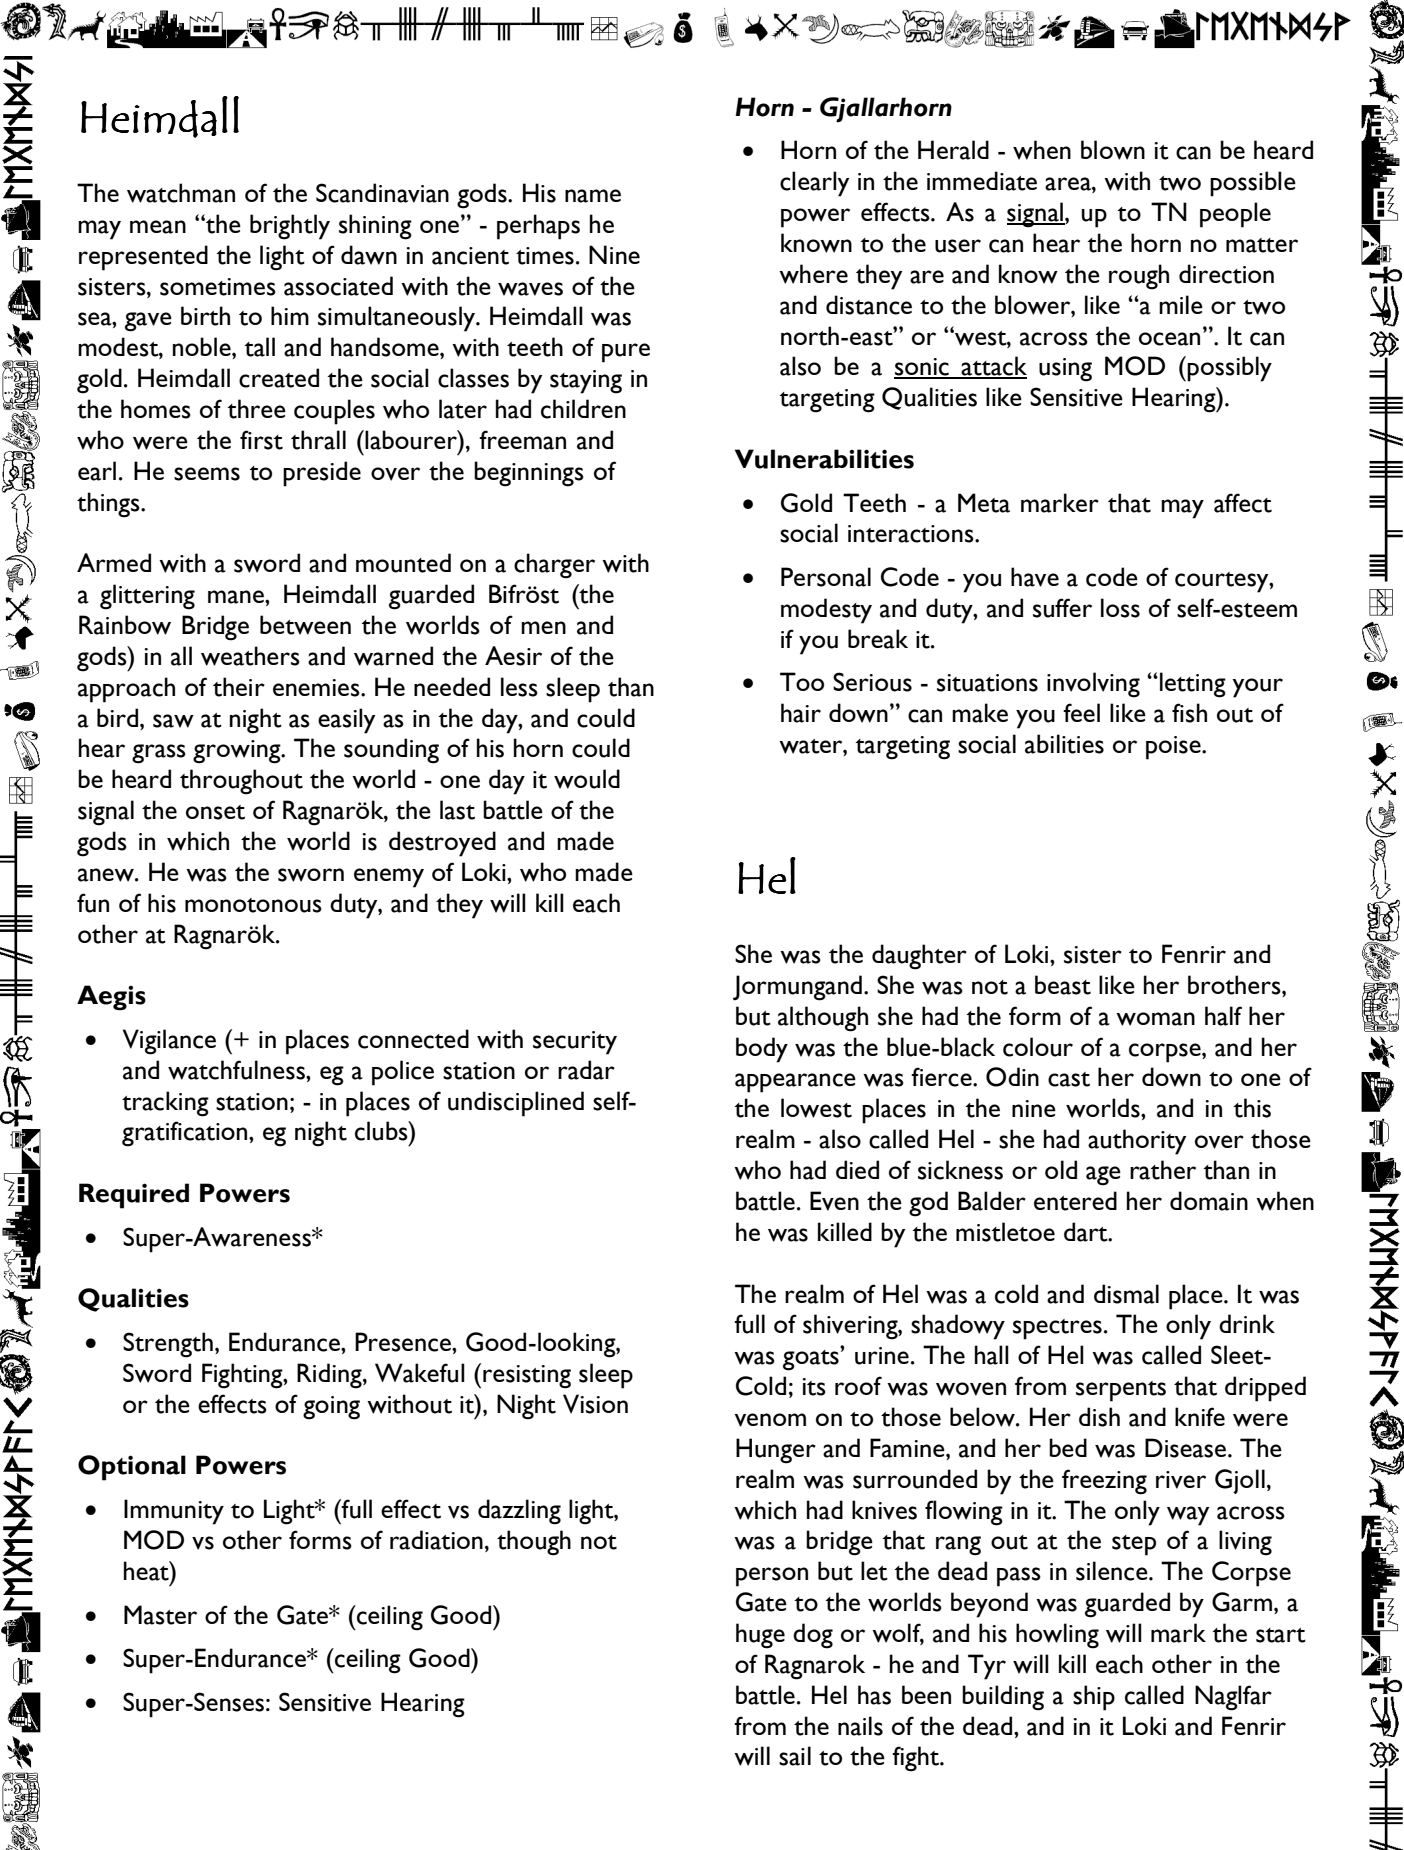 Heimdall
The watchman of the Scandinavian gods. His name
may mean “the brightly shining one” - perhaps he
represented the light of dawn in ancient times. Nine
sisters, sometimes associated with the waves of the
sea, gave birth to him simultaneously. Heimdall was
modest, noble, tall and handsome, with teeth of pure
gold. Heimdall created the social classes by staying in
the homes of three couples who later had children
who were the first thrall (labourer), freeman and
earl. He seems to preside over the beginnings of
things.
Armed with a sword and mounted on a charger with
a glittering mane, Heimdall guarded Bifröst (the
Rainbow Bridge between the worlds of men and
gods) in all weathers and warned the Aesir of the
approach of their enemies. He needed less sleep than
a bird, saw at night as easily as in the day, and could
hear grass growing. The sounding of his horn could
be heard throughout the world - one day it would
signal the onset of Ragnarök, the last battle of the
gods in which the world is destroyed and made
anew. He was the sworn enemy of Loki, who made
fun of his monotonous duty, and they will kill each
other at Ragnarök.
Aegis
• Vigilance (+ in places connected with security
and watchfulness, eg a police station or radar
tracking station; - in places of undisciplined self-
gratification, eg night clubs)
Required Powers
• Super-Awareness*
Qualities
• Strength, Endurance, Presence, Good-looking,
Sword Fighting, Riding, Wakeful (resisting sleep
or the effects of going without it), Night Vision
Optional Powers
• Immunity to Light* (full effect vs dazzling light,
MOD vs other forms of radiation, though not
heat)
• Master of the Gate* (ceiling Good)
• Super-Endurance* (ceiling Good)
• Super-Senses: Sensitive Hearing
Horn - Gjallarhorn
• Horn of the Herald - when blown it can be heard
clearly in the immediate area, with two possible
power effects. As a signal, up to TN people
known to the user can hear the horn no matter
where they are and know the rough direction
and distance to the blower, like “a mile or two
north-east” or “west, across the ocean”. It can
also be a sonic attack using MOD (possibly
targeting Qualities like Sensitive Hearing).
Vulnerabilities
• Gold Teeth - a Meta marker that may affect
social interactions.
• Personal Code - you have a code of courtesy,
modesty and duty, and suffer loss of self-esteem
if you break it.
• Too Serious - situations involving “letting your
hair down” can make you feel like a fish out of
water, targeting social abilities or poise.
Hel
She was the daughter of Loki, sister to Fenrir and
Jormungand. She was not a beast like her brothers,
but although she had the form of a woman half her
body was the blue-black colour of a corpse, and her
appearance was fierce. Odin cast her down to one of
the lowest places in the nine worlds, and in this
realm - also called Hel - she had authority over those
who had died of sickness or old age rather than in
battle. Even the god Balder entered her domain when
he was killed by the mistletoe dart.
The realm of Hel was a cold and dismal place. It was
full of shivering, shadowy spectres. The only drink
was goats’ urine. The hall of Hel was called Sleet-
Cold; its roof was woven from serpents that dripped
venom on to those below. Her dish and knife were
Hunger and Famine, and her bed was Disease. The
realm was surrounded by the freezing river Gjoll,
which had knives flowing in it. The only way across
was a bridge that rang out at the step of a living
person but let the dead pass in silence. The Corpse
Gate to the worlds beyond was guarded by Garm, a
huge dog or wolf, and his howling will mark the start
of Ragnarok - he and Tyr will kill each other in the
battle. Hel has been building a ship called Naglfar
from the nails of the dead, and in it Loki and Fenrir
will sail to the fight.